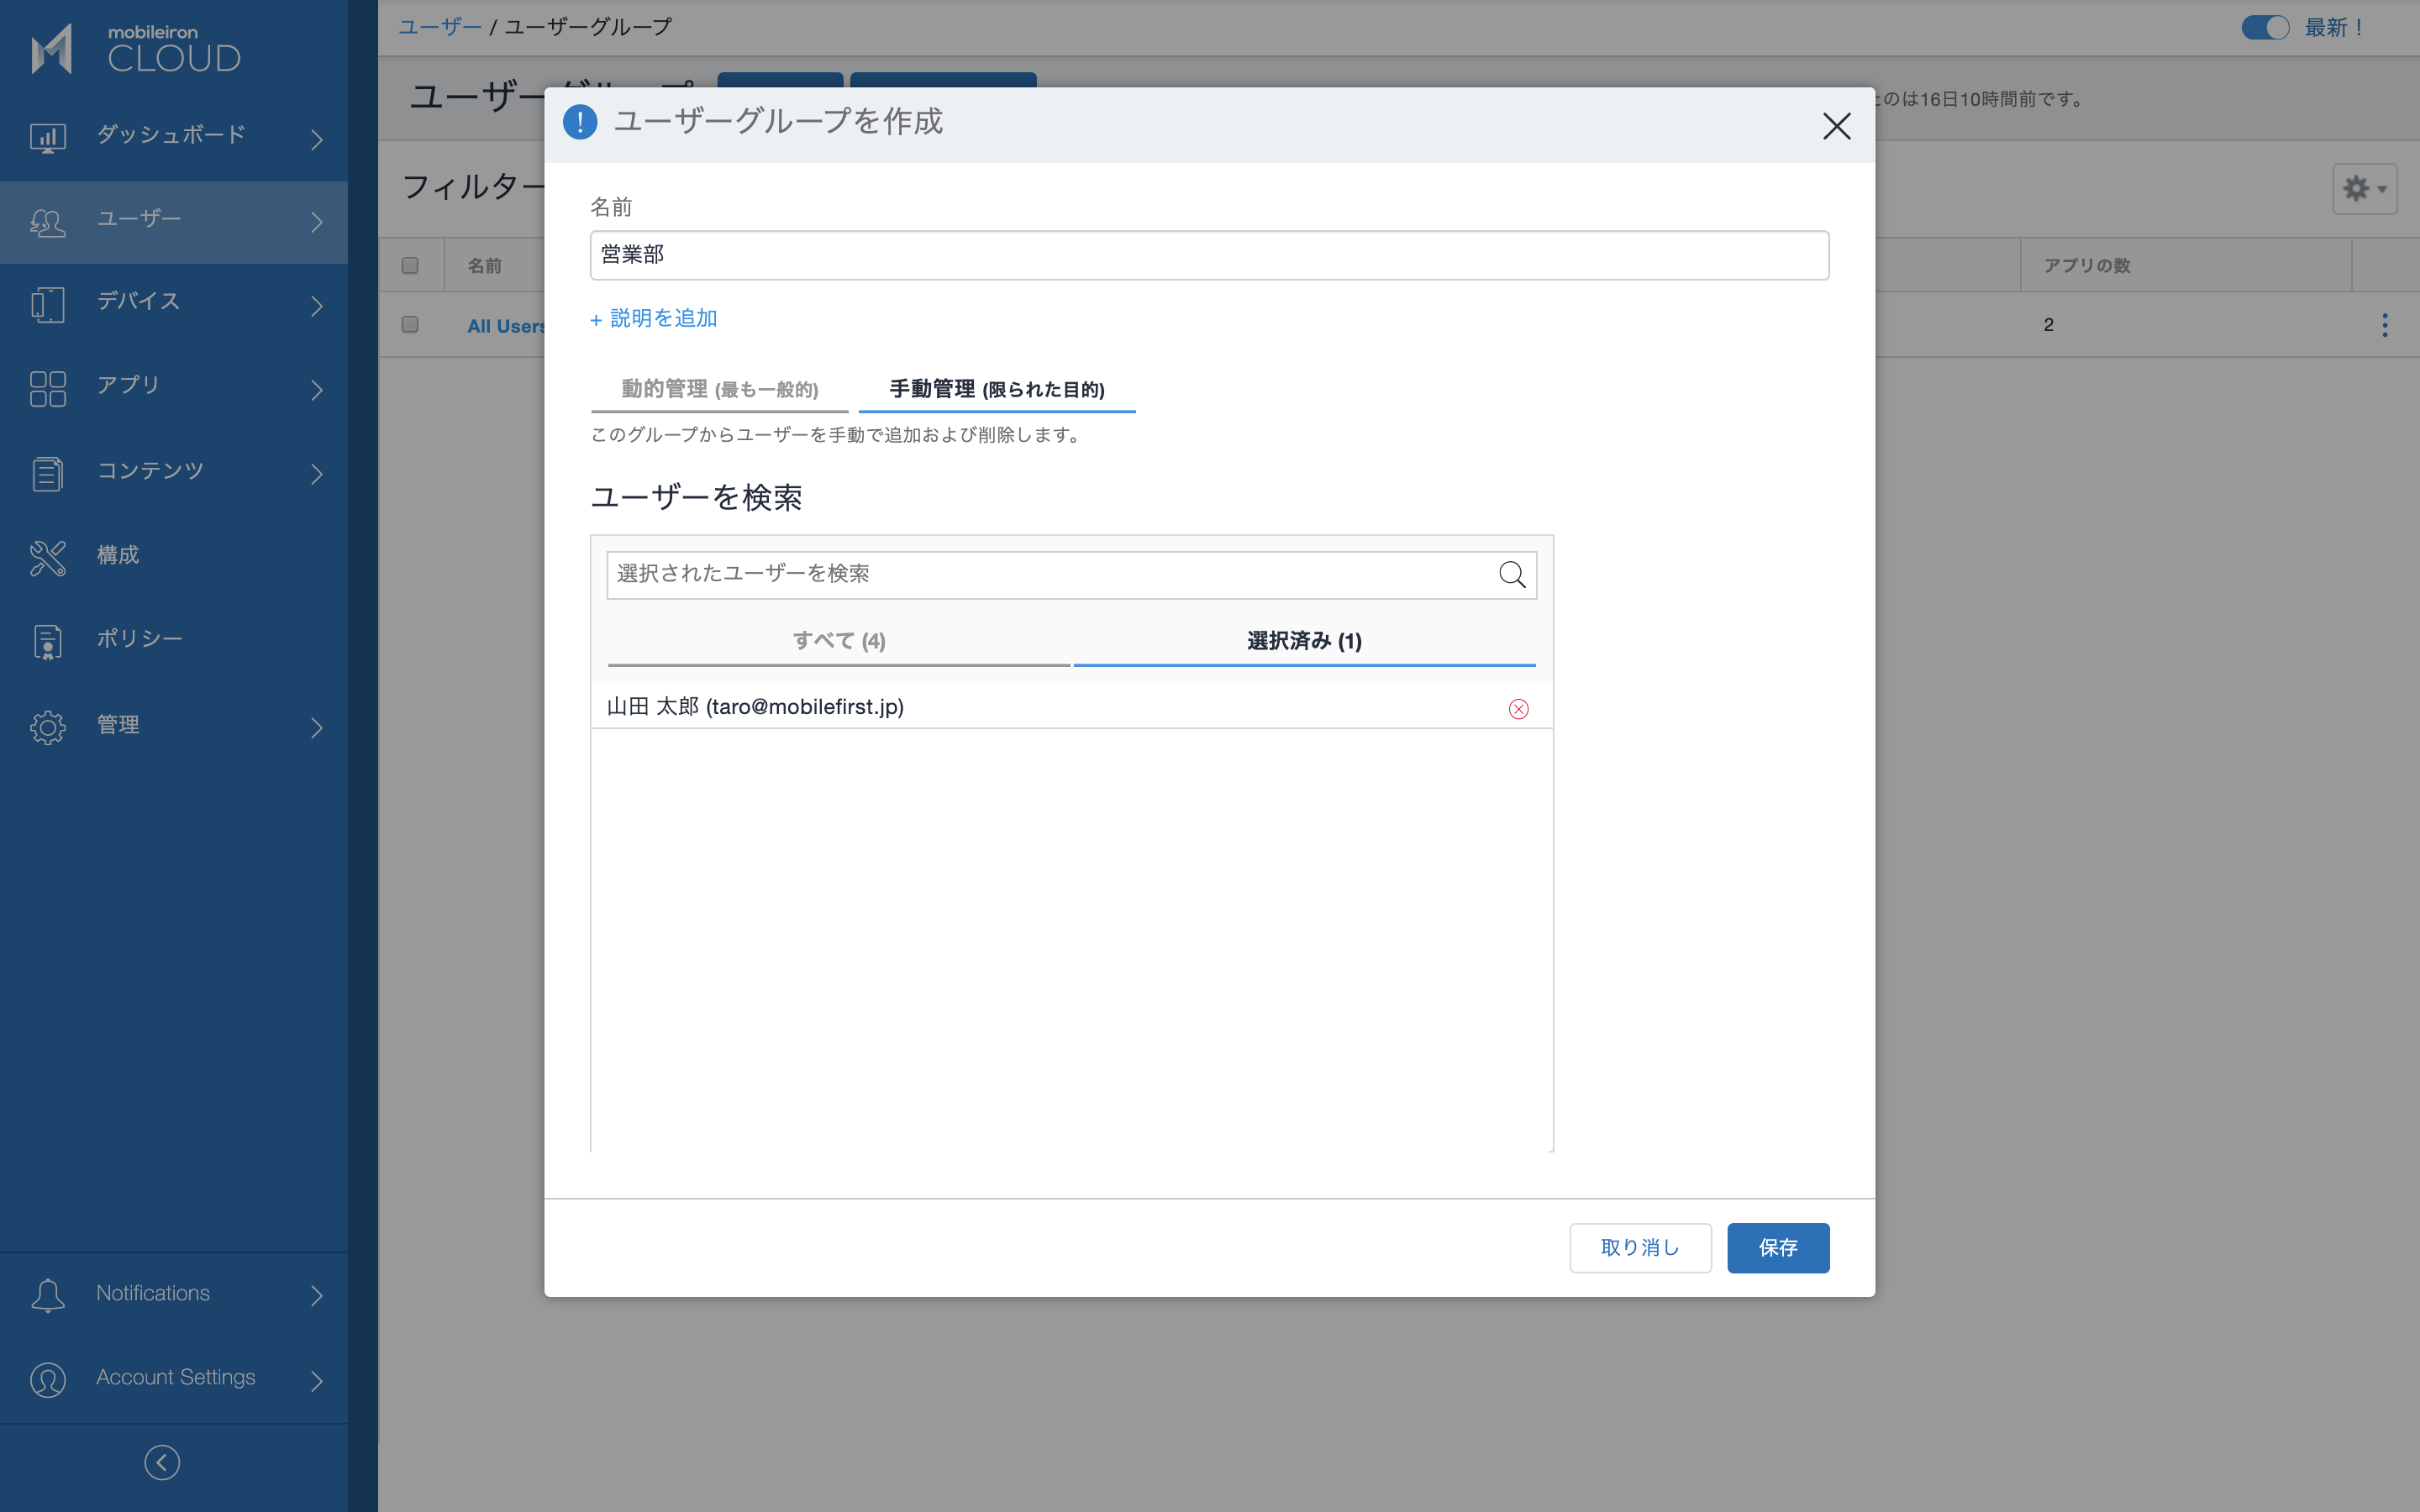 mobileiron
CLOUD
ダッシュボード
ユーザー
デバイス
アプリ
コンテンツ
構成
ポリシー
管理
Notifications
Account Settings
ユーザー / ユーザーグループ
最新！
ユーザーグループ
のは16日10時間前です。
フィルター
名前
アプリの数
All Users
2
ユーザーグループを作成
名前
営業部
+ 説明を追加
動的管理 (最も一般的) 手動管理 (限られた目的)
このグループからユーザーを手動で追加および削除します。
ユーザーを検索
選択されたユーザーを検索
すべて (4) 選択済み (1)
山田 太郎 (taro@mobilefirst.jp)
取り消し 保存